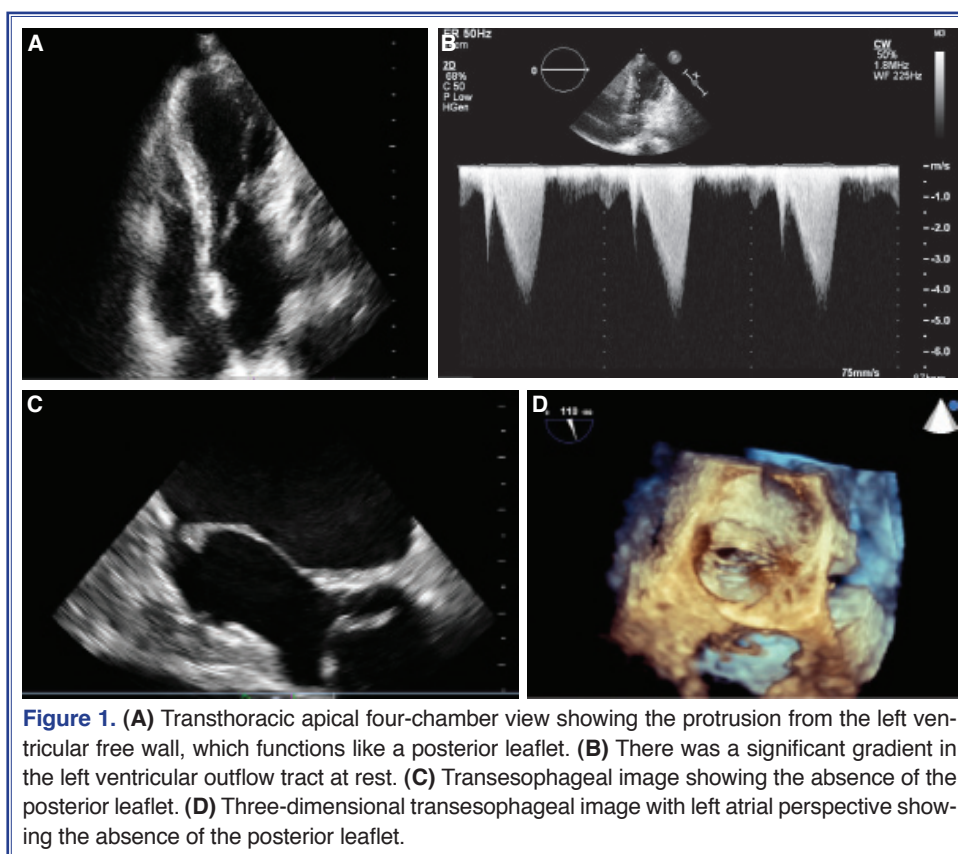 A
B
ER 50Hz
cm
2D
68%
C 50
P Low
HGen
CW
50%
1.8MHz
WF 225Hz
M3
m/s
-1.0
-2.0
-3.0
-4.0
-5.0
-6.0
75mm/s
C
D
Figure 1. (A) Transthoracic apical four-chamber view showing the protrusion from the left ven-
tricular free wall, which functions like a posterior leaflet. (B) There was a significant gradient in
the left ventricular outflow tract at rest. (C) Transesophageal image showing the absence of the
posterior leaflet. (D) Three-dimensional transesophageal image with left atrial perspective show-
ing the absence of the posterior leaflet.